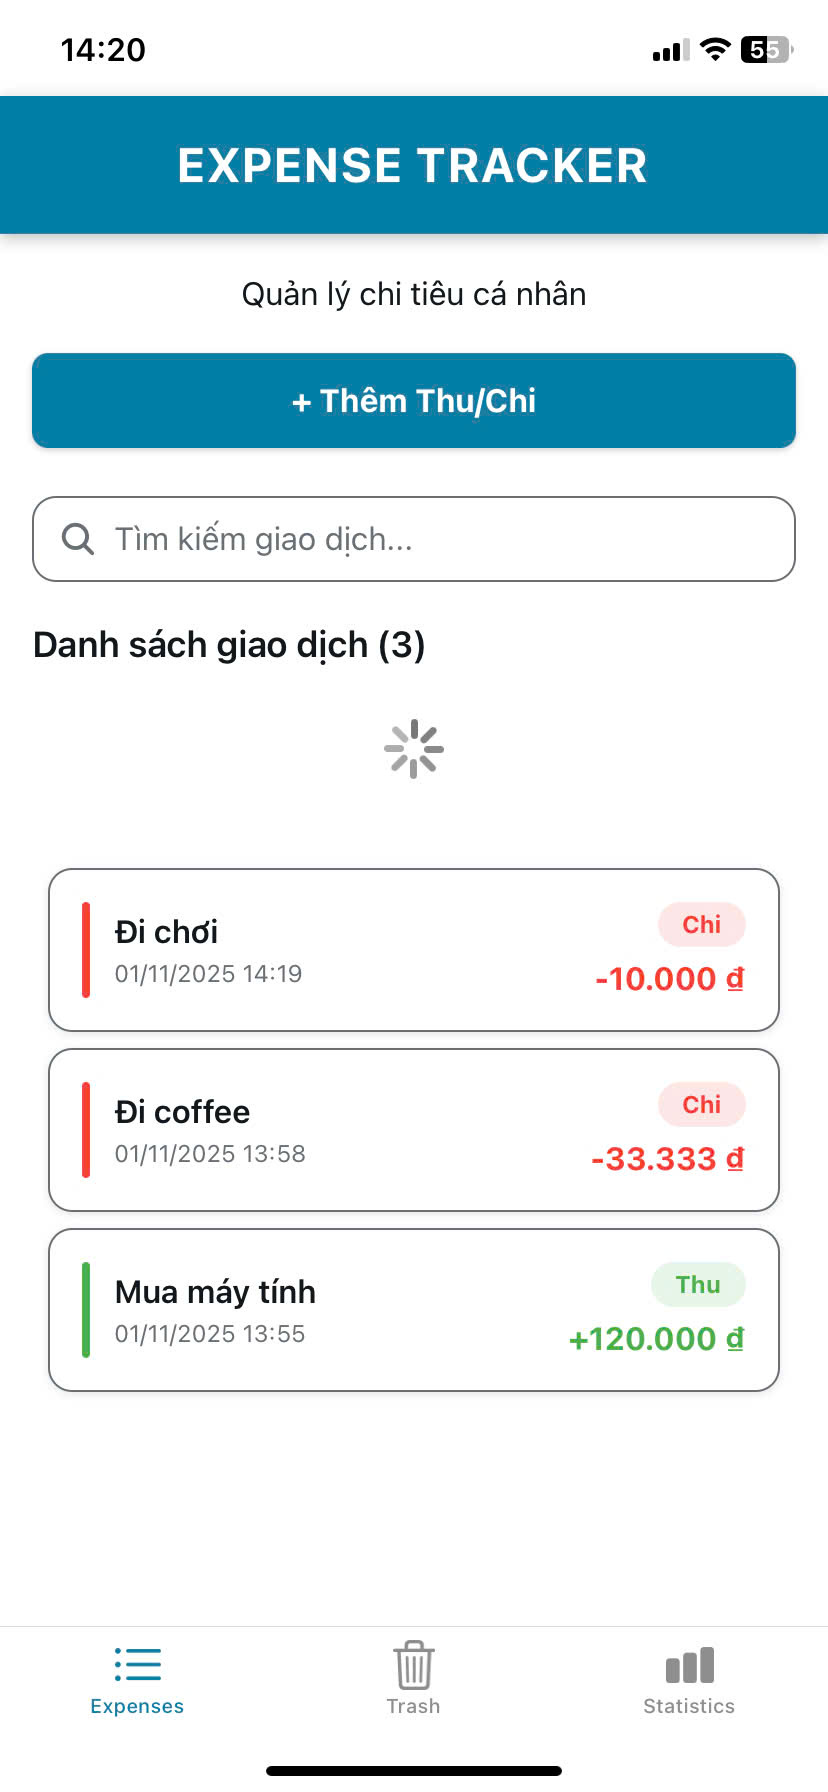 14:20
55
EXPENSE TRACKER
Quản lý chi tiêu cá nhân
+ Thêm Thu/Chi
Tìm kiếm giao dịch...
Danh sách giao dịch (3)
Đi chơi
Chi
01/11/2025 14:19
-10.000 ₫
Đi coffee
Chi
01/11/2025 13:58
-33.333 ₫
Mua máy tính
Thu
01/11/2025 13:55
+120.000 ₫
Expenses
Trash
Statistics